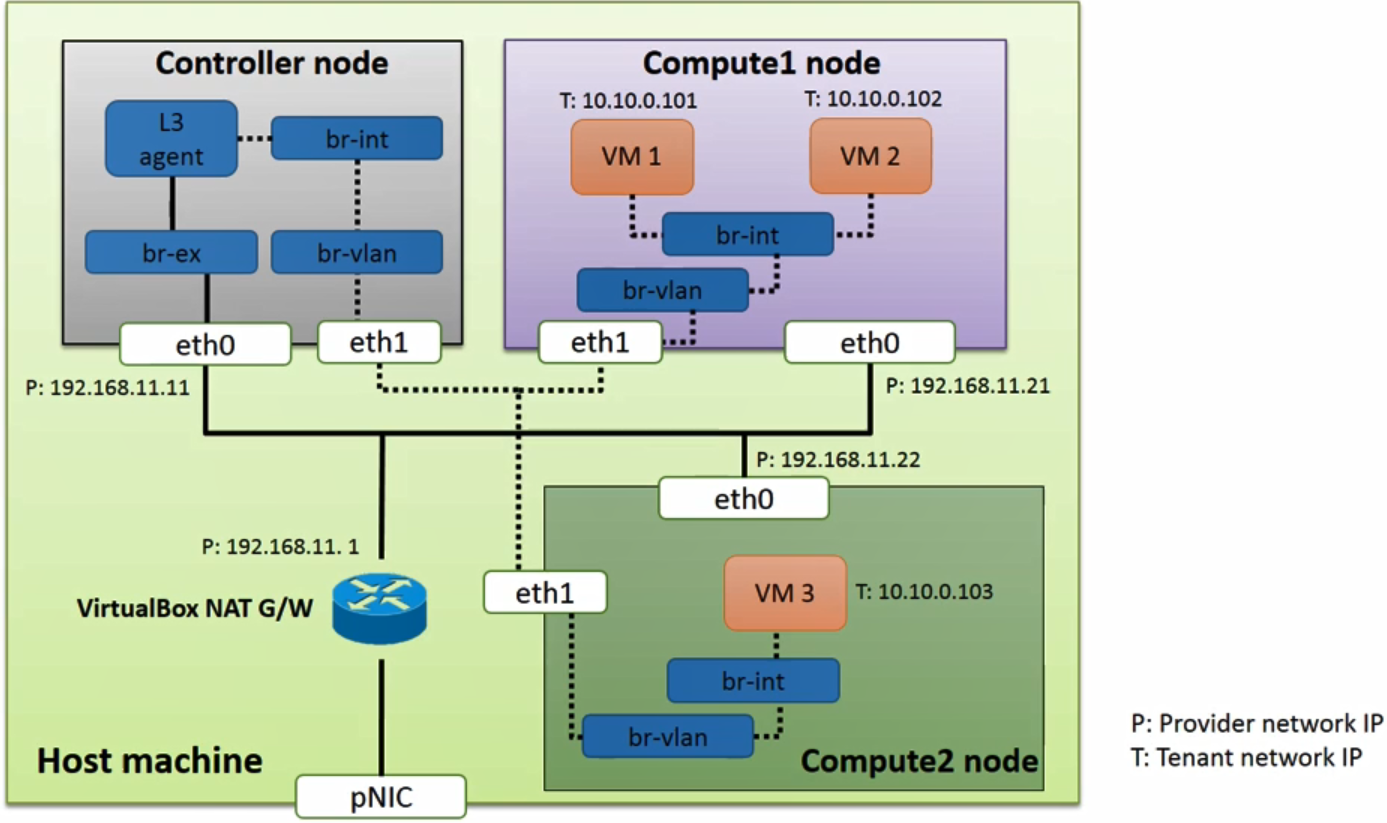 Controller node
L3
agent
br-int
br-ex
br-vlan
eth0
eth1
P: 192.168.11.11
Compute1 node
T: 10.10.0.101
T: 10.10.0.102
VM 1
VM 2
br-int
br-vlan
eth1
eth0
P: 192.168.11.21
P: 192.168.11.22
eth0
P: 192.168.11. 1
VirtualBox NAT G/W
eth1
VM 3
T: 10.10.0.103
br-int
br-vlan
Compute2 node
Host machine
pNIC
P: Provider network IP
T: Tenant network IP